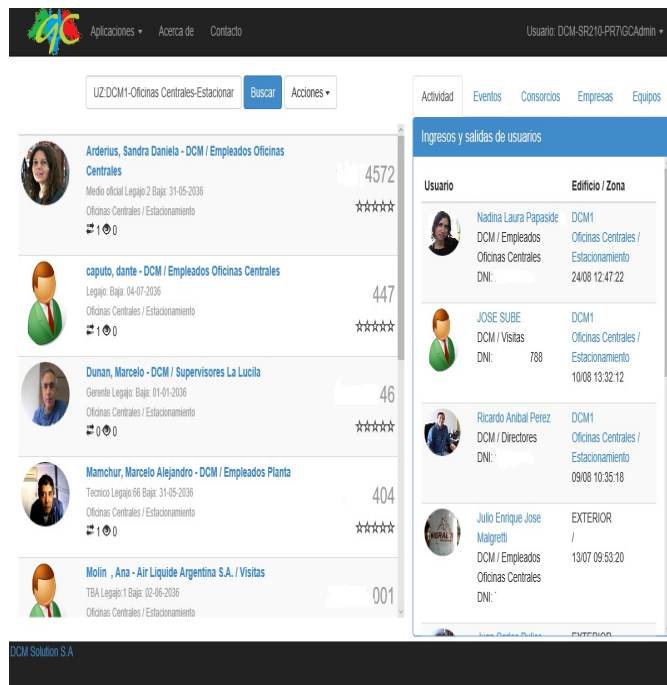 GC
Aplicaciones Acerca de Contacto Usuario: DCM-SR210-PR7\GCAdmin
UZ:DCM1-Oficinas Centrales-Estacionar Buscar Acciones
Arderius, Sandra Daniela - DCM / Empleados Oficinas
Centrales
4572
Medio oficial Legajo:2 Baja: 31-05-2036
Oficinas Centrales / Estacionamiento
1 0
caputo, dante - DCM / Empleados Oficinas Centrales
Legajo: Baja: 04-07-2036
447
Oficinas Centrales / Estacionamiento
1 0
Dunan, Marcelo - DCM / Supervisores La Lucila
Gerente Legajo: Baja: 01-01-2036
46
Oficinas Centrales / Estacionamiento
0 0
Mamchur, Marcelo Alejandro - DCM / Empleados Planta
Tecnico Legajo:66 Baja: 31-05-2036
404
Oficinas Centrales / Estacionamiento
1 0
Molin , Ana - Air Liquide Argentina S.A. / Visitas
TBA Legajo:1 Baja: 02-06-2036
001
Oficinas Centrales / Estacionamiento
Actividad Eventos Consorcios Empresas Equipos
Ingresos y salidas de usuarios
Usuario Edificio / Zona
Nadina Laura Papaside DCM1
DCM / Empleados Oficinas Centrales /
Oficinas Centrales Estacionamiento
DNI: 24/08 12:47:22
JOSE SUBE DCM1
DCM / Visitas Oficinas Centrales /
DNI: 788 Estacionamiento
10/08 13:32:12
Ricardo Anibal Perez DCM1
DCM / Directores Oficinas Centrales /
DNI: Estacionamiento
09/08 10:35:18
Julio Enrique Jose EXTERIOR
Malgretti /
DCM / Empleados 13/07 09:53:20
Oficinas Centrales
DNI:
EXTERIOR
DCM Solution S.A